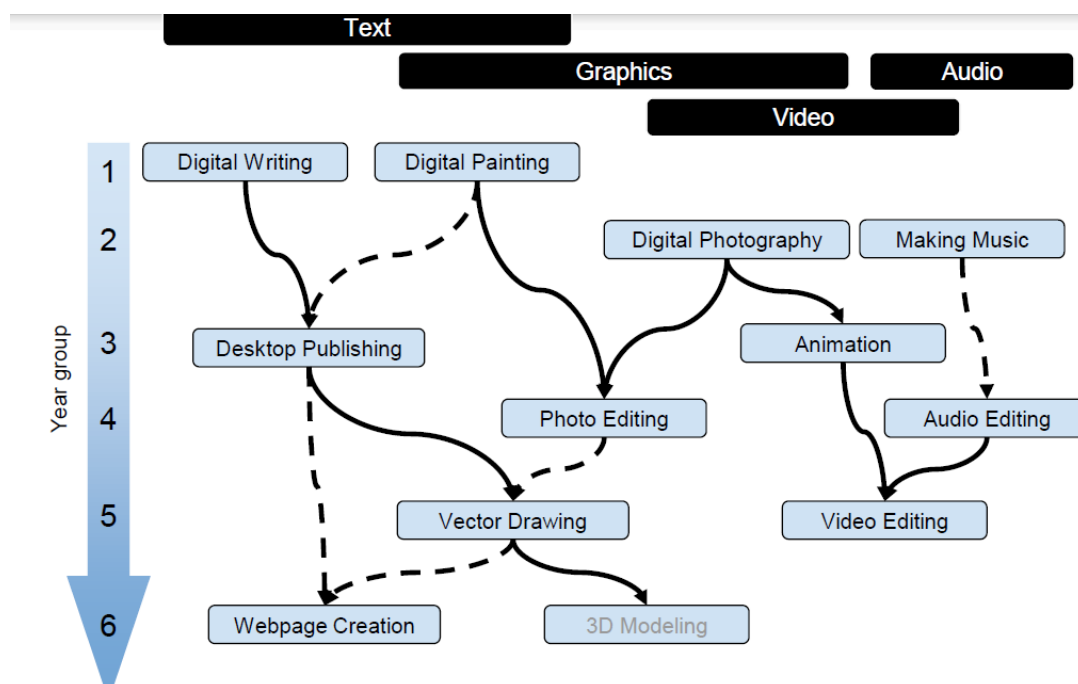 Text
Graphics
Audio
Video
1
Digital Writing
Digital Painting
2
Digital Photography
Making Music
Year group
3
Desktop Publishing
Animation
4
Photo Editing
Audio Editing
5
Vector Drawing
Video Editing
6
Webpage Creation
3D Modeling